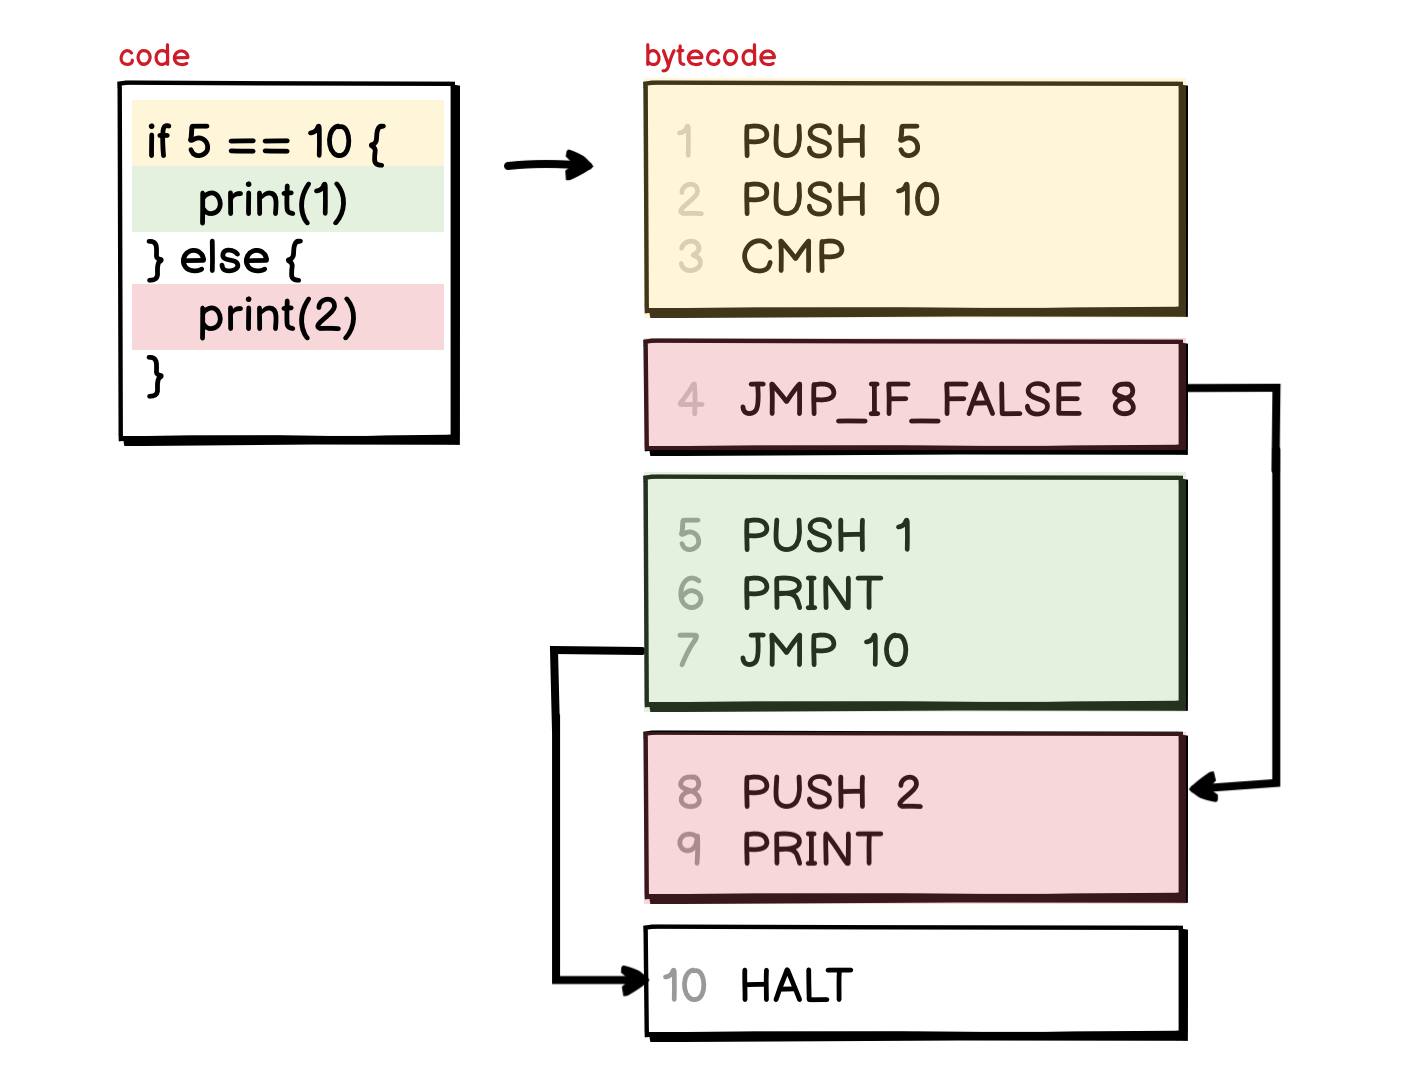 code
if 5 == 10 {
print(1)
} else {
print(2)
}
bytecode
1 PUSH 5
2 PUSH 10
3 CMP
4 JMP_IF_FALSE 8
5 PUSH 1
6 PRINT
7 JMP 10
8 PUSH 2
9 PRINT
10 HALT